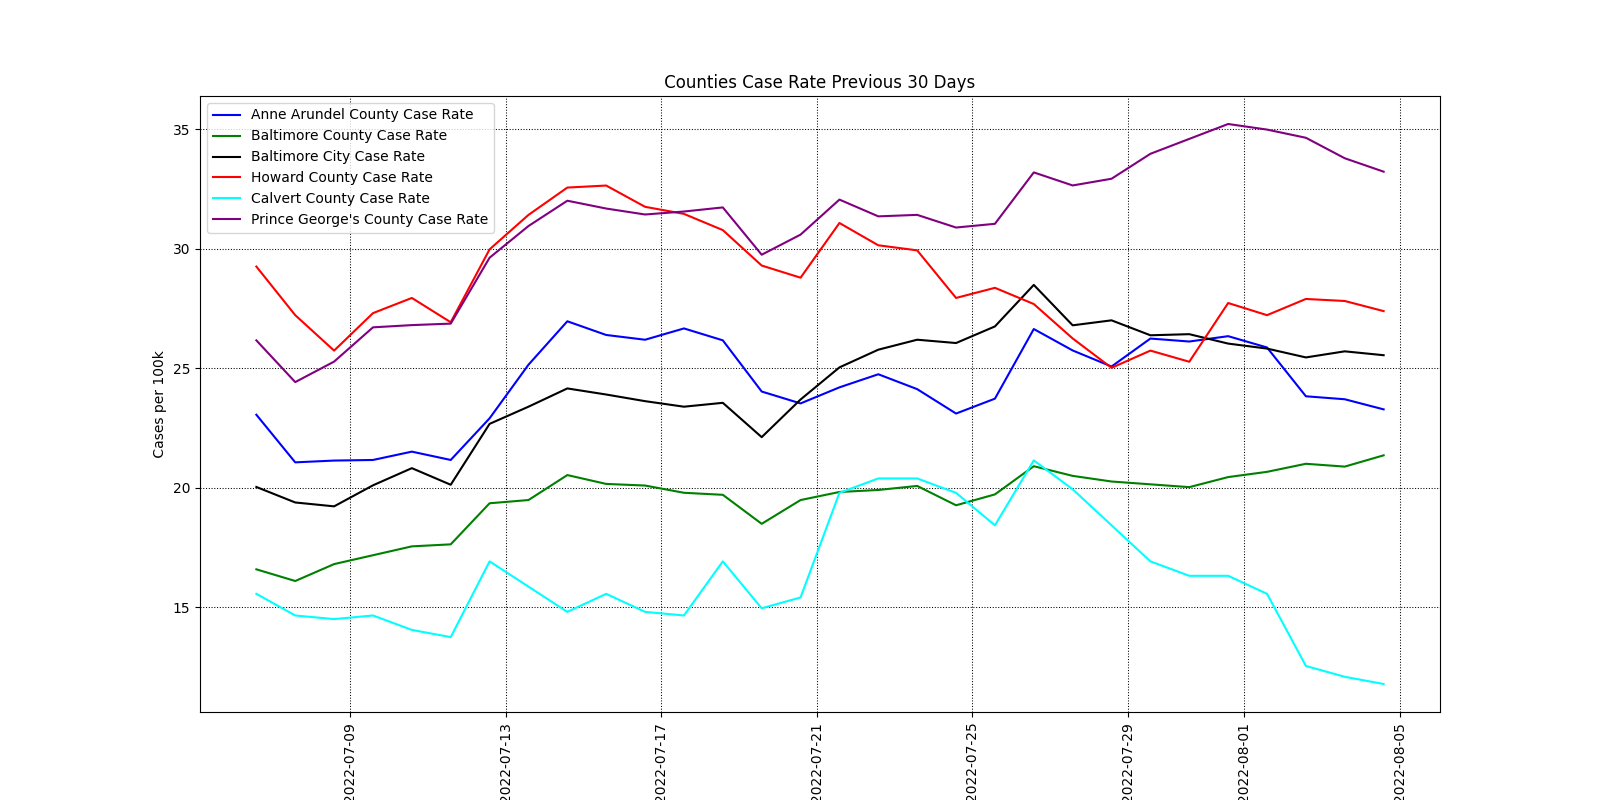 Counties Case Rate Previous 30 Days
Anne Arundel County Case Rate
Baltimore County Case Rate
Baltimore City Case Rate
Howard County Case Rate
Calvert County Case Rate
Prince George's County Case Rate
Cases per 100k
35
30
25
20
15
2022-07-09
2022-07-13
2022-07-17
2022-07-21
2022-07-25
2022-07-29
2022-08-01
2022-08-05